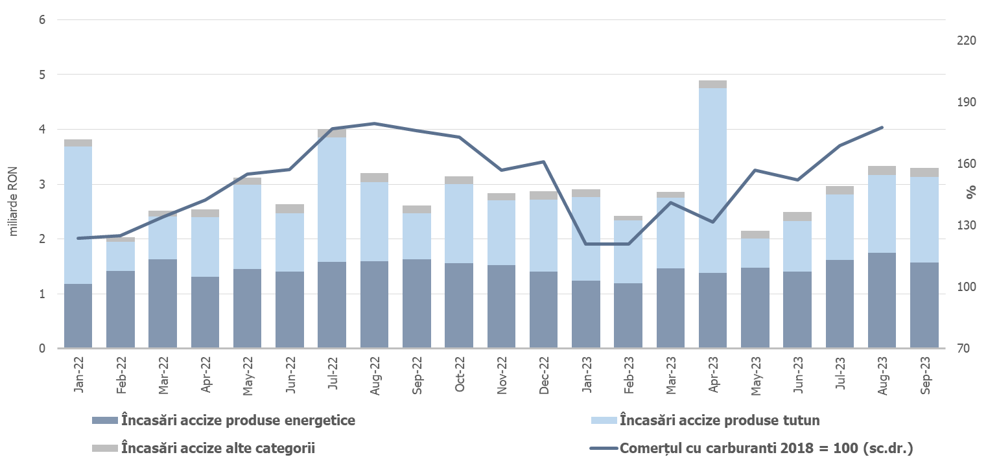 6
5
4
3
2
1
0
miliarde RON
220
190
160
130
100
70
%
Jan-22
Feb-22
Mar-22
Apr-22
May-22
Jun-22
Jul-22
Aug-22
Sep-22
Oct-22
Nov-22
Dec-22
Jan-23
Feb-23
Mar-23
Apr-23
May-23
Jun-23
Jul-23
Aug-23
Sep-23
Încasări accize produse energetice
Încasări accize produse tutun
Încasări accize alte categorii
Comerțul cu carburanti 2018 = 100 (sc.dr.)